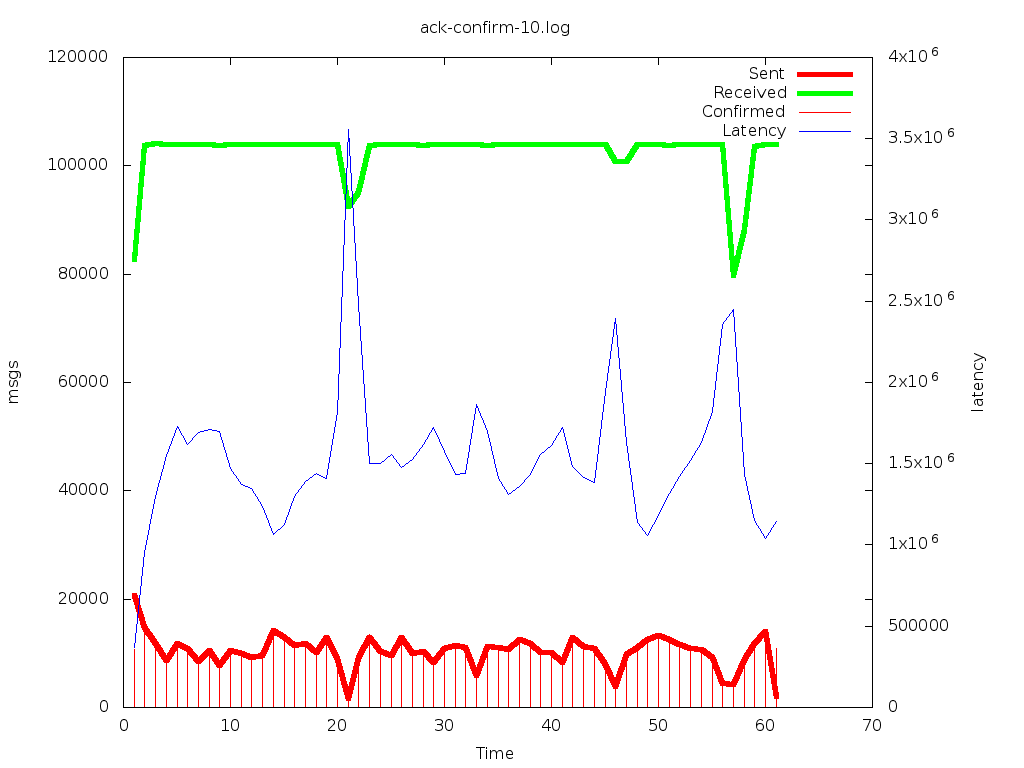 ack-confirm-10.log
120000
100000
80000
60000
40000
20000
0
msgs
4x10^6
3.5x10^6
3x10^6
2.5x10^6
2x10^6
1.5x10^6
1x10^6
500000
0
latency
Sent
Received
Confirmed
Latency
0 10 20 30 40 50 60 70
Time